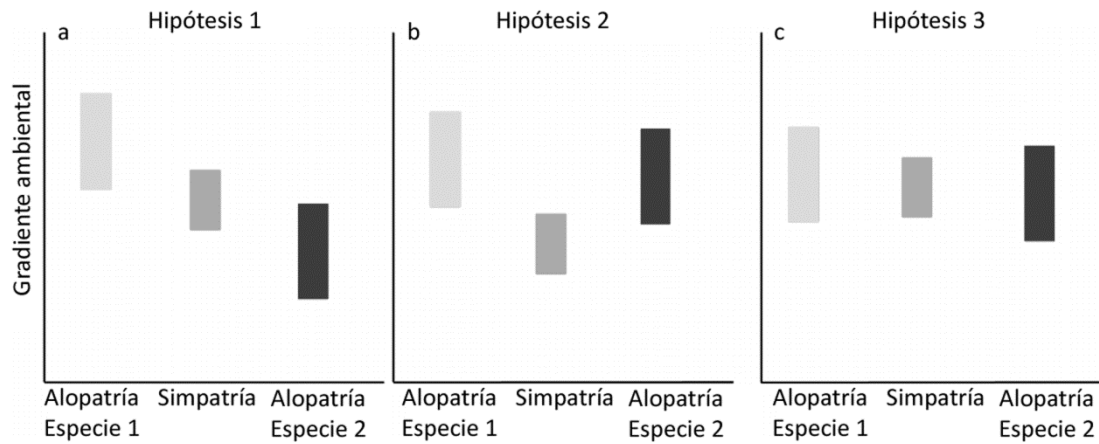 Hipótesis 1
Hipótesis 2
Hipótesis 3
a
b
c
Gradiente ambiental
Alopatría
Especie 1
Simpatría
Alopatría
Especie 2
Alopatría
Especie 1
Simpatría
Alopatría
Especie 2
Alopatría
Especie 1
Simpatría
Alopatría
Especie 2